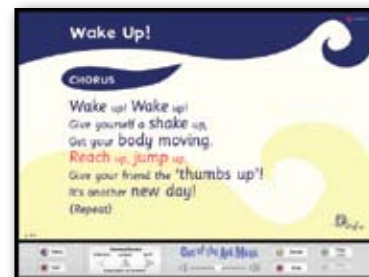 Wake Up!
CHORUS
Wake up! Wake up!
Give yourself a shake up,
Get your body moving.
Reach up, jump up,
Give your friend the 'thumbs up'!
It's another new day!
(Repeat)
Out of the Ark Music